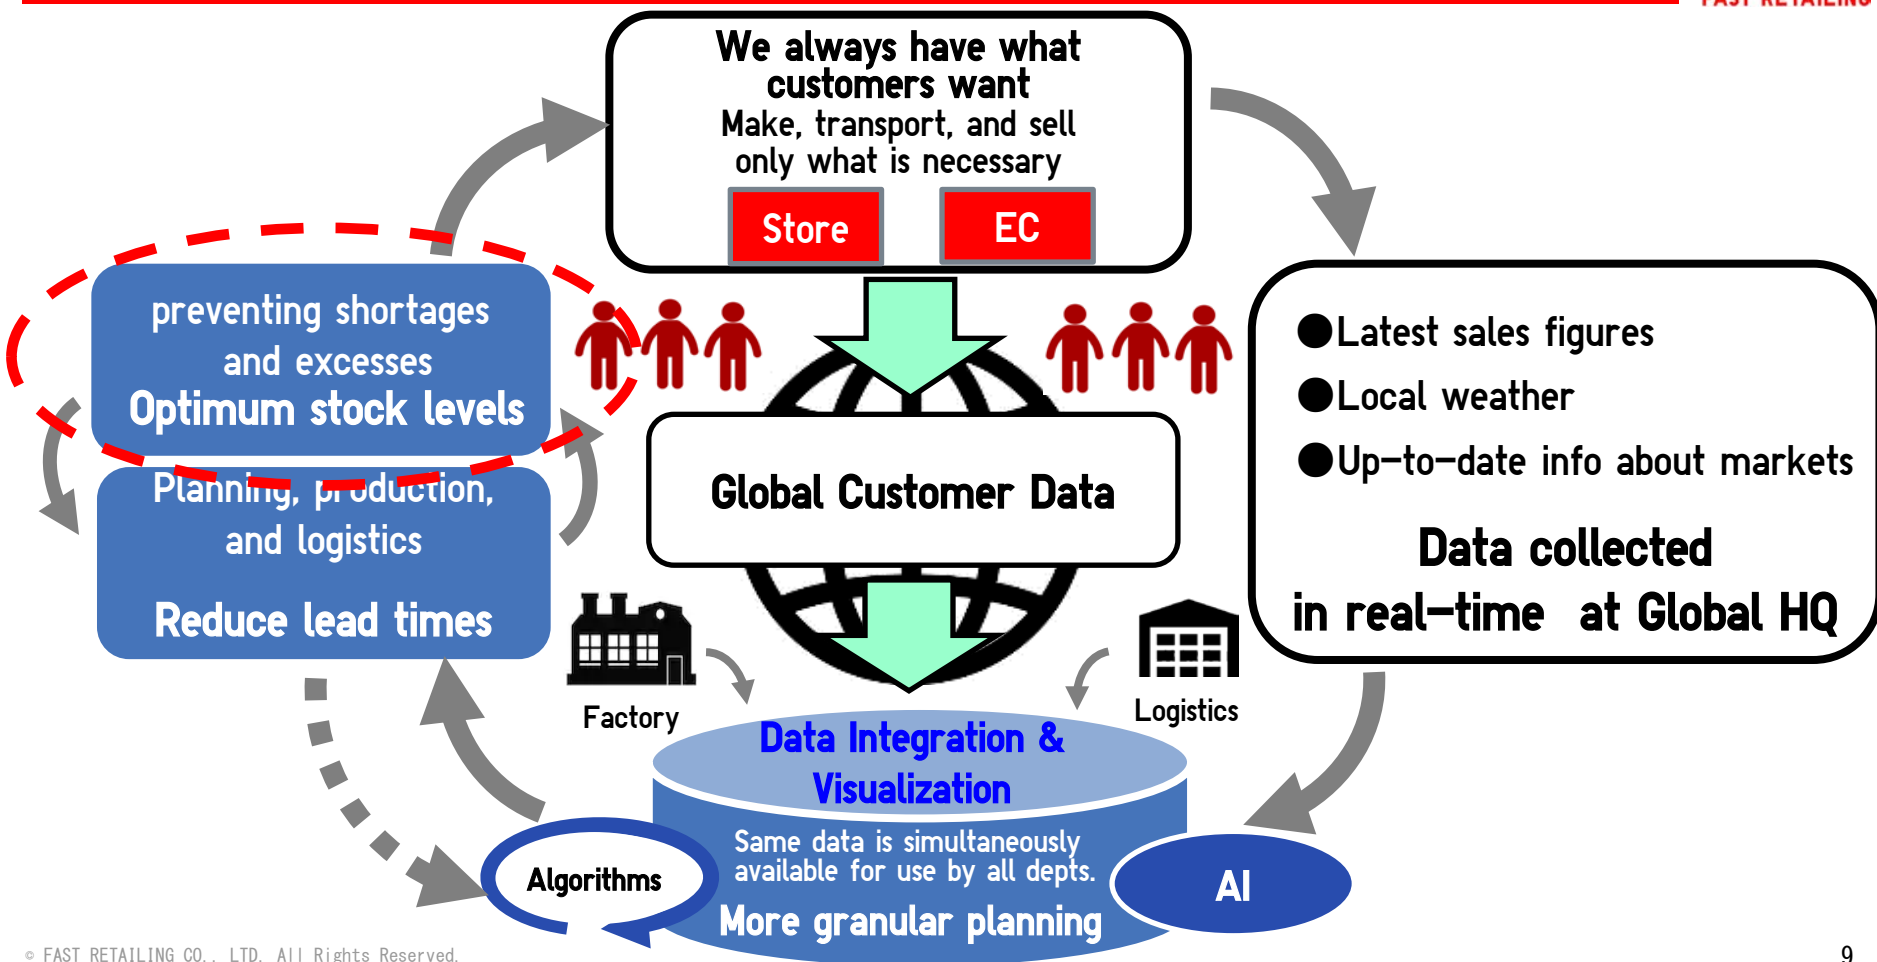 FAST RETAILING
We always have what
customers want
Make, transport, and sell
only what is necessary
Store
EC
preventing shortages
and excesses
Optimum stock levels
Planning, production,
and logistics
Reduce lead times
●Latest sales figures
●Local weather
●Up-to-date info about markets
Data collected
in real-time at Global HQ
Global Customer Data
Factory
Logistics
Data Integration &
Visualization
Same data is simultaneously
available for use by all depts.
More granular planning
Algorithms
AI
© FAST RETAILING CO., LTD. All Rights Reserved.
9